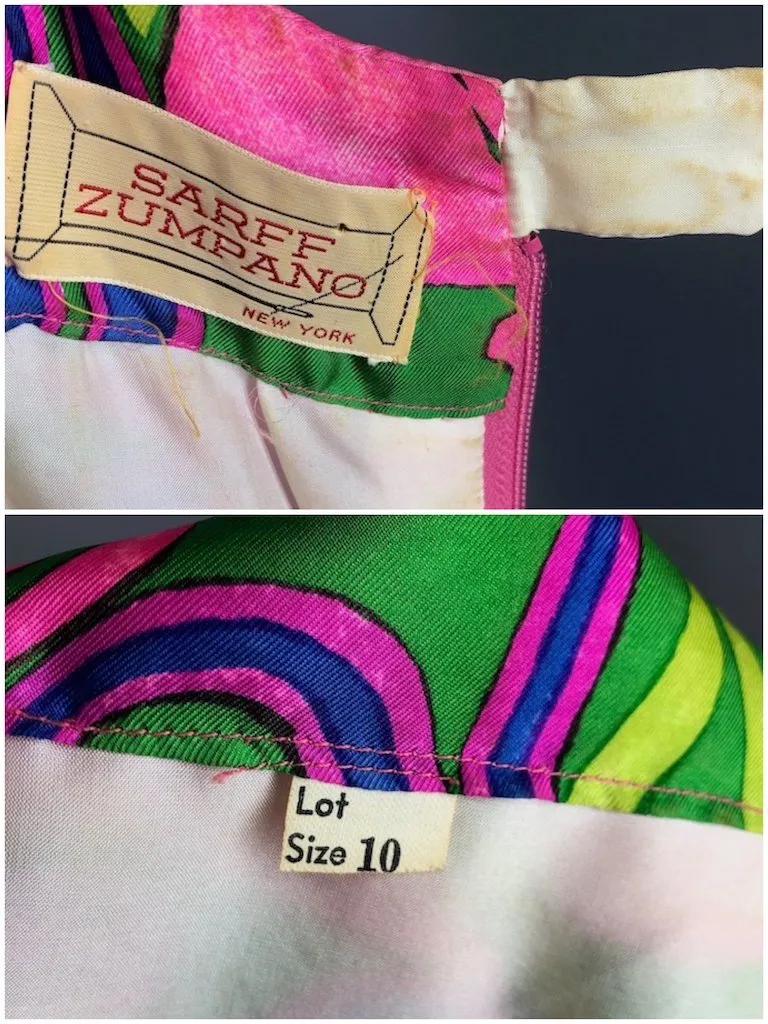 SARFF
ZUMPANO
NEW YORK
Lot
Size 10